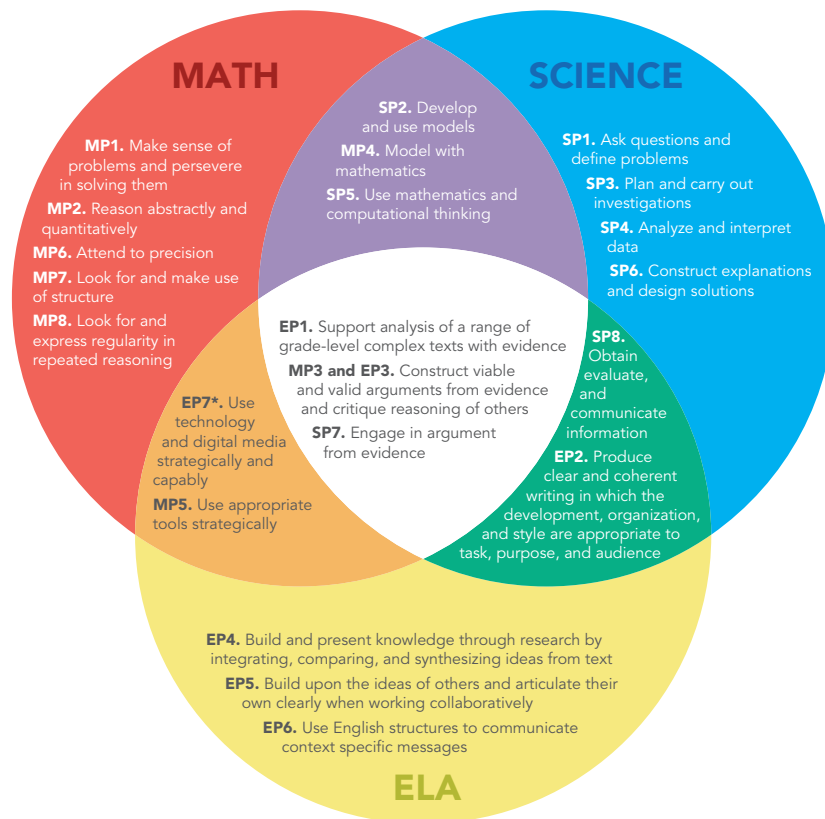 MATH
SCIENCE
MP1. Make sense of
problems and persevere
in solving them
MP2. Reason abstractly and
quantitatively
MP6. Attend to precision
MP7. Look for and make use
of structure
MP8. Look for and
express regularity in
repeated reasoning
SP2. Develop
and use models
MP4. Model with
mathematics
SP5. Use mathematics and
computational thinking
SP1. Ask questions and
define problems
SP3. Plan and carry out
investigations
SP4. Analyze and interpret
data
SP6. Construct explanations
and design solutions
EP1. Support analysis of a range of
grade-level complex texts with evidence
MP3 and EP3. Construct viable
and valid arguments from evidence
and critique reasoning of others
SP7. Engage in argument
from evidence
EP7*. Use
technology
and digital media
strategically and
capably
MP5. Use appropriate
tools strategically
SP8.
Obtain
evaluate,
and
communicate
information
EP2. Produce
clear and coherent
writing in which the
development, organization,
and style are appropriate to
task, purpose, and audience
EP4. Build and present knowledge through research by
integrating, comparing, and synthesizing ideas from text
EP5. Build upon the ideas of others and articulate their
own clearly when working collaboratively
EP6. Use English structures to communicate
context specific messages
ELA